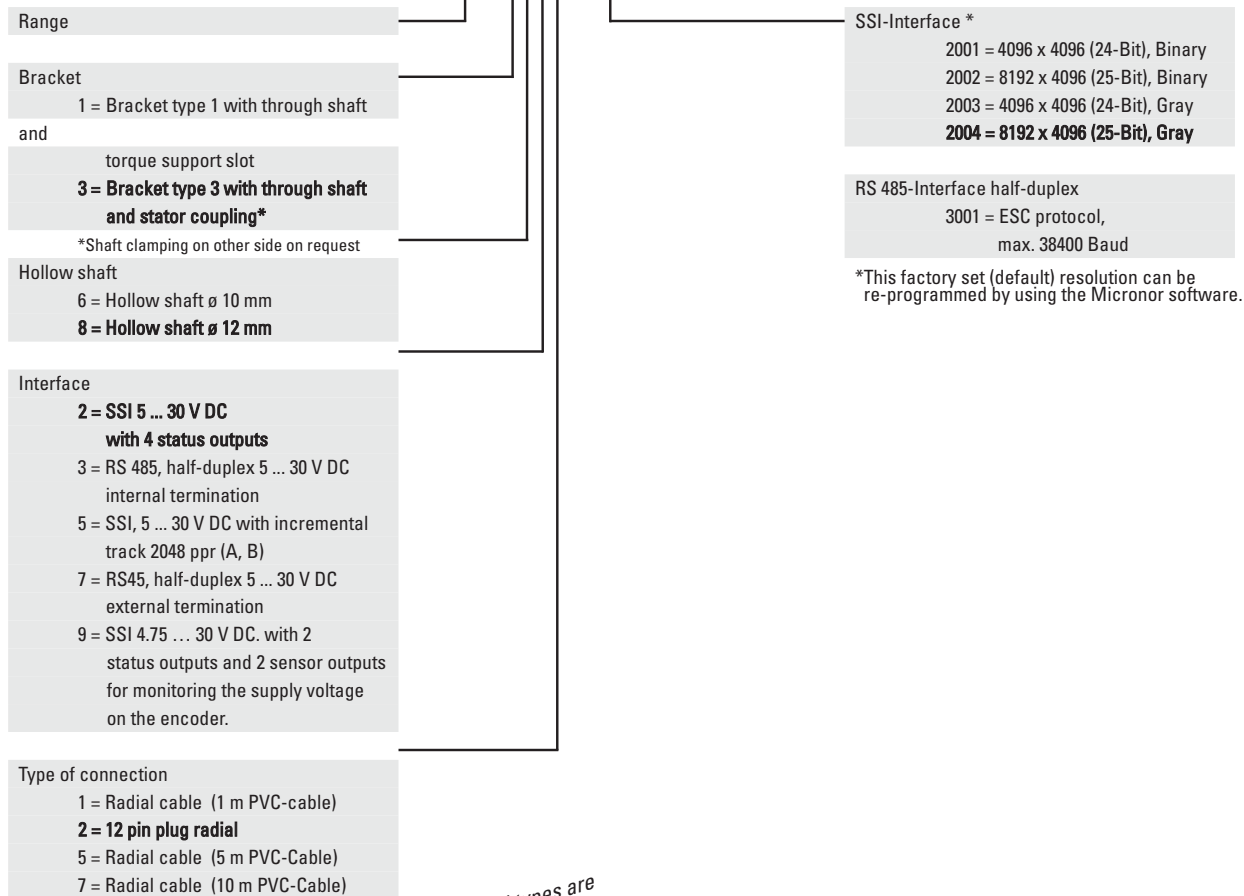 Range
Bracket
1 = Bracket type 1 with through shaft
and
torque support slot
3 = Bracket type 3 with through shaft
and stator coupling*
*Shaft clamping on other side on request
Hollow shaft
6 = Hollow shaft ø 10 mm
8 = Hollow shaft ø 12 mm
Interface
2 = SSI 5 ... 30 V DC
with 4 status outputs
3 = RS 485, half-duplex 5 ... 30 V DC
internal termination
5 = SSI, 5 ... 30 V DC with incremental
track 2048 ppr (A, B)
7 = RS45, half-duplex 5 ... 30 V DC
external termination
9 = SSI 4.75 … 30 V DC. with 2
status outputs and 2 sensor outputs
for monitoring the supply voltage
on the encoder.
Type of connection
1 = Radial cable (1 m PVC-cable)
2 = 12 pin plug radial
5 = Radial cable (5 m PVC-Cable)
7 = Radial cable (10 m PVC-Cable)
SSI-Interface *
2001 = 4096 x 4096 (24-Bit), Binary
2002 = 8192 x 4096 (25-Bit), Binary
2003 = 4096 x 4096 (24-Bit), Gray
2004 = 8192 x 4096 (25-Bit), Gray
RS 485-Interface half-duplex
3001 = ESC protocol,
max. 38400 Baud
*This factory set (default) resolution can be
re-programmed by using the Micronor software.
are